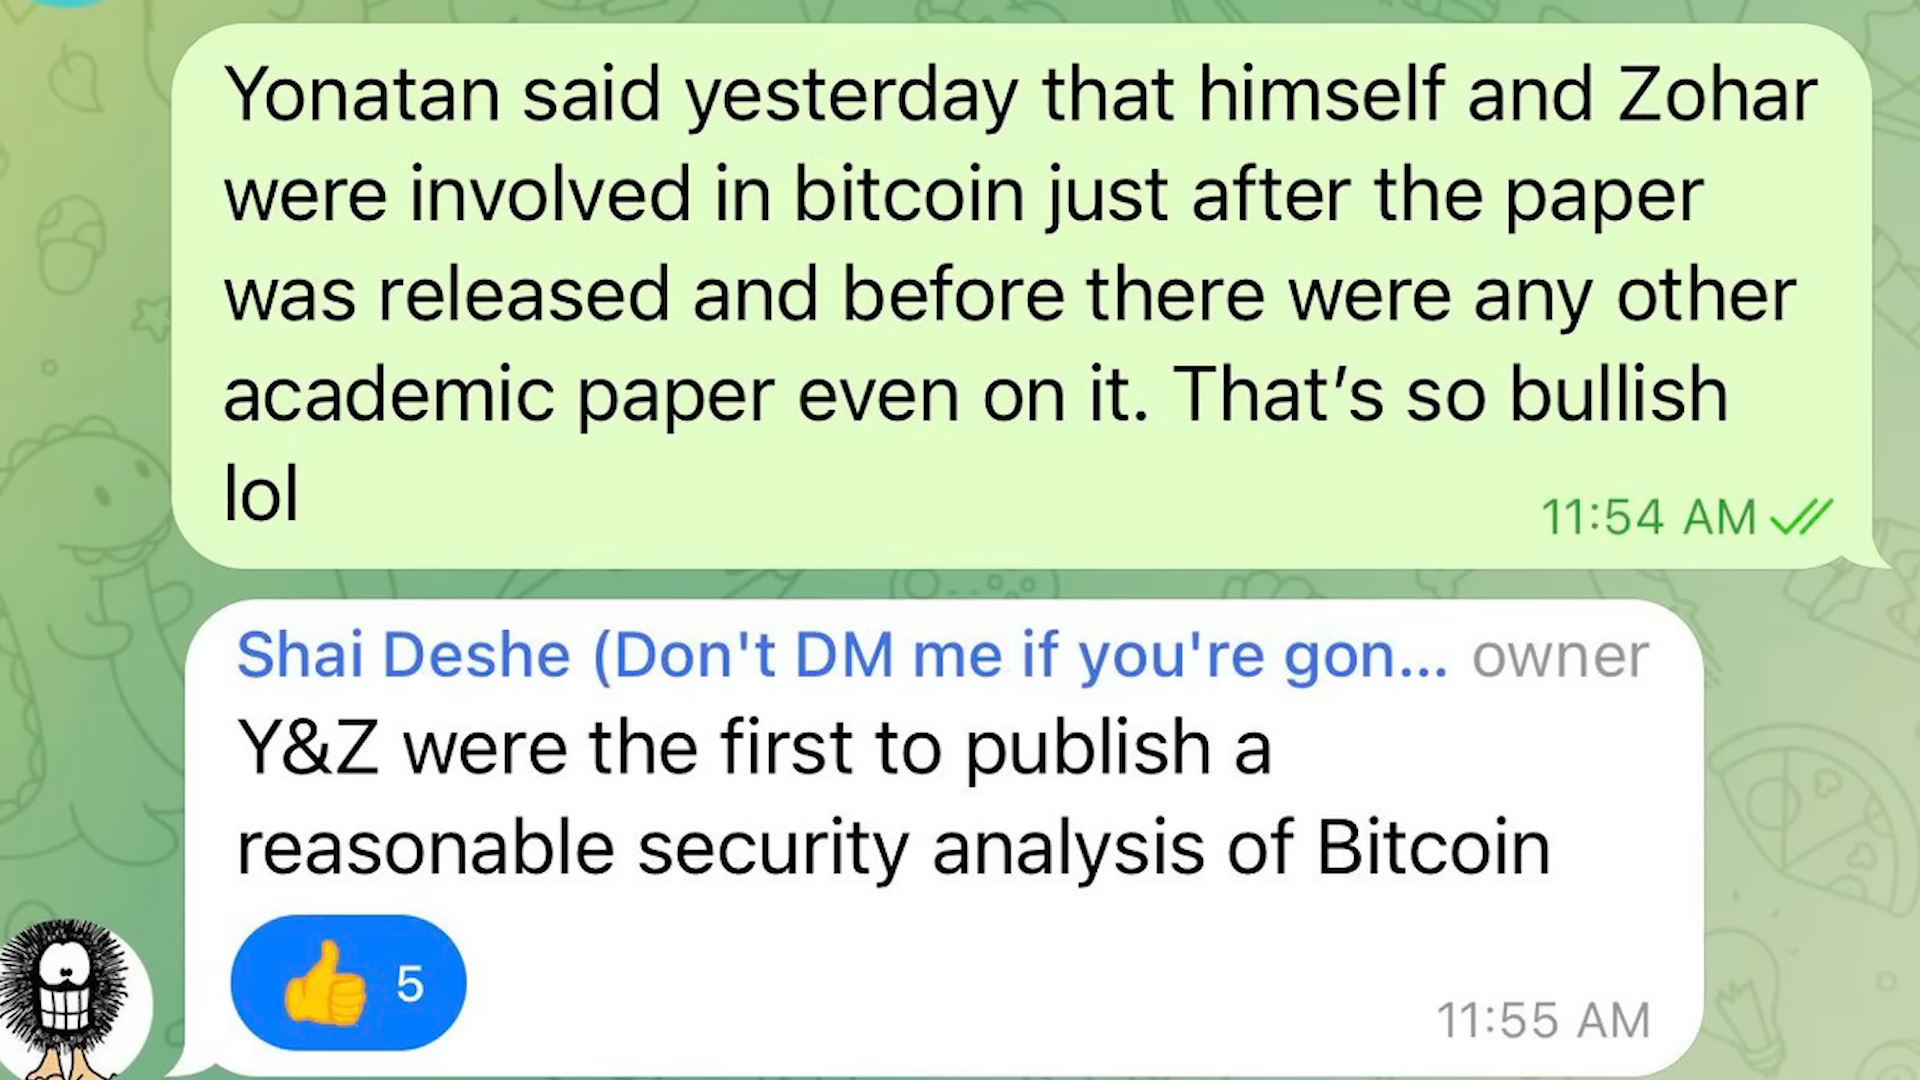 Yonatan said yesterday that himself and Zohar
were involved in bitcoin just after the paper
was released and before there were any other
academic paper even on it. That’s so bullish
lol
11:54 AM
Shai Deshe (Don't DM me if you're gon... owner
Y&Z were the first to publish a
reasonable security analysis of Bitcoin
👍 5
11:55 AM